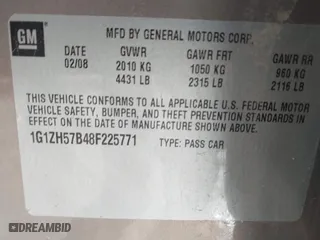 GM
MFD BY GENERAL MOTORS CORP
DATE GVWR GAWR FRT GAWR RR
02/08 2010 KG 1050 KG 960 KG
4431 LB 2315 LB 2116 LB
THIS VEHICLE CONFORMS TO ALL APPLICABLE U.S. FEDERAL MOTOR
VEHICLE SAFETY, BUMPER, AND THEFT PREVENTION STANDARDS
IN EFFECT ON THE DATE OF MANUFACTURE SHOWN ABOVE.
1G1ZH57B48F225771 TYPE: PASS CAR
AUTOHELPERBOT.COM